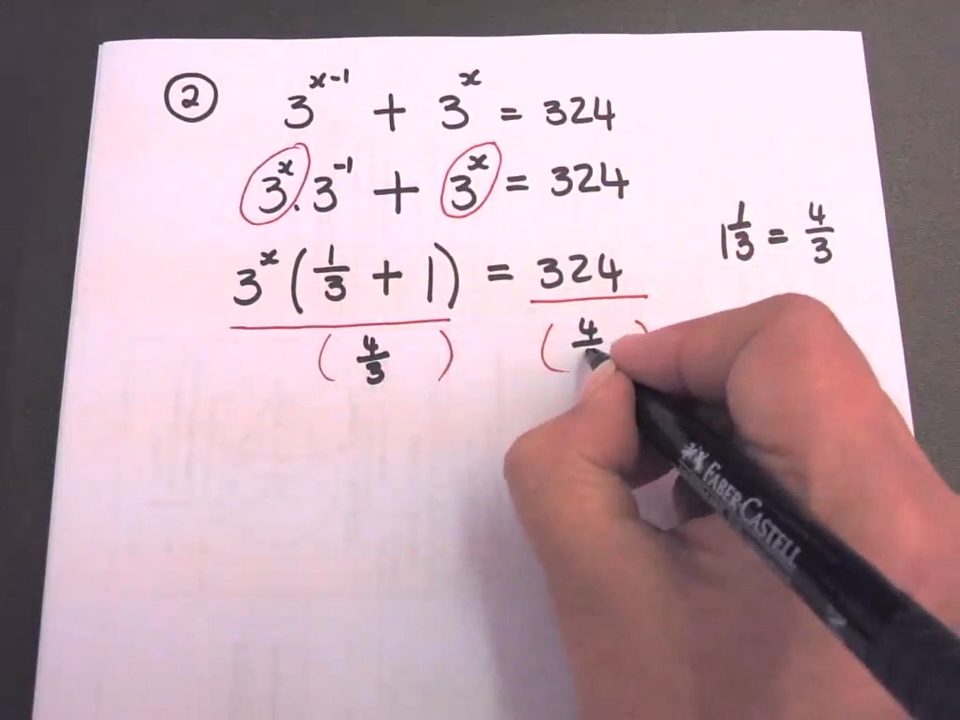 ② 3^(x-1) + 3^x = 324
3^x . 3^(-1) + 3^x = 324
3^x (1/3 + 1) = 324
1 1/3 = 4/3
( 4/3 ) ( 4/ )
FABER-CASTELL